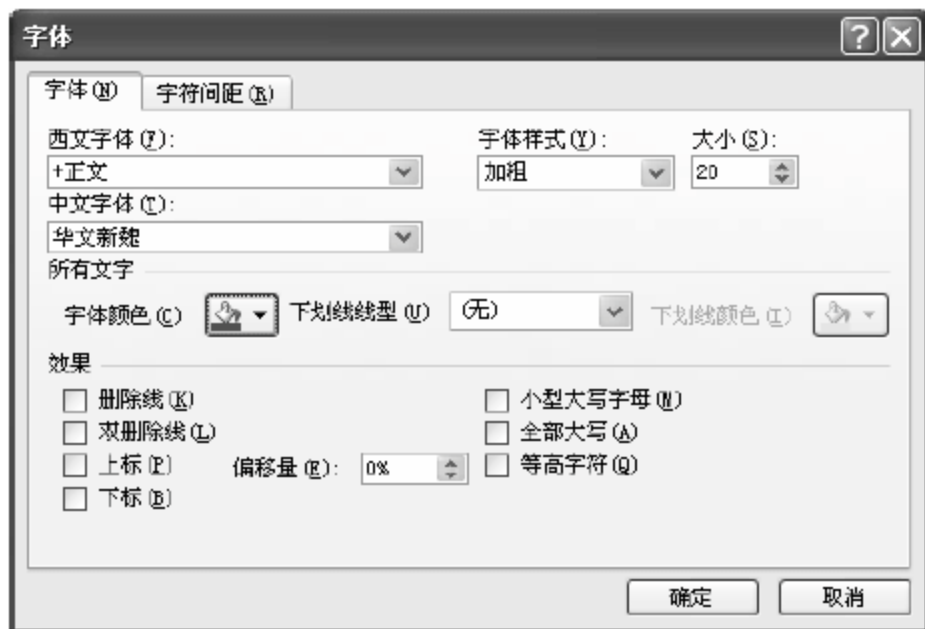 字体
字体(N) 字符间距(R)
西文字体(F): 字体样式(Y): 大小(S):
+正文 加粗 20
中文字体(T):
华文新魏
所有文字
字体颜色(C) 下划线线型(U) (无) 下划线颜色(I)
效果
删除线(K) 小型大写字母(M)
双删除线(L) 全部大写(A)
上标(P) 偏移量(E): 0% 等高字符(Q)
下标(B)
确定 取消